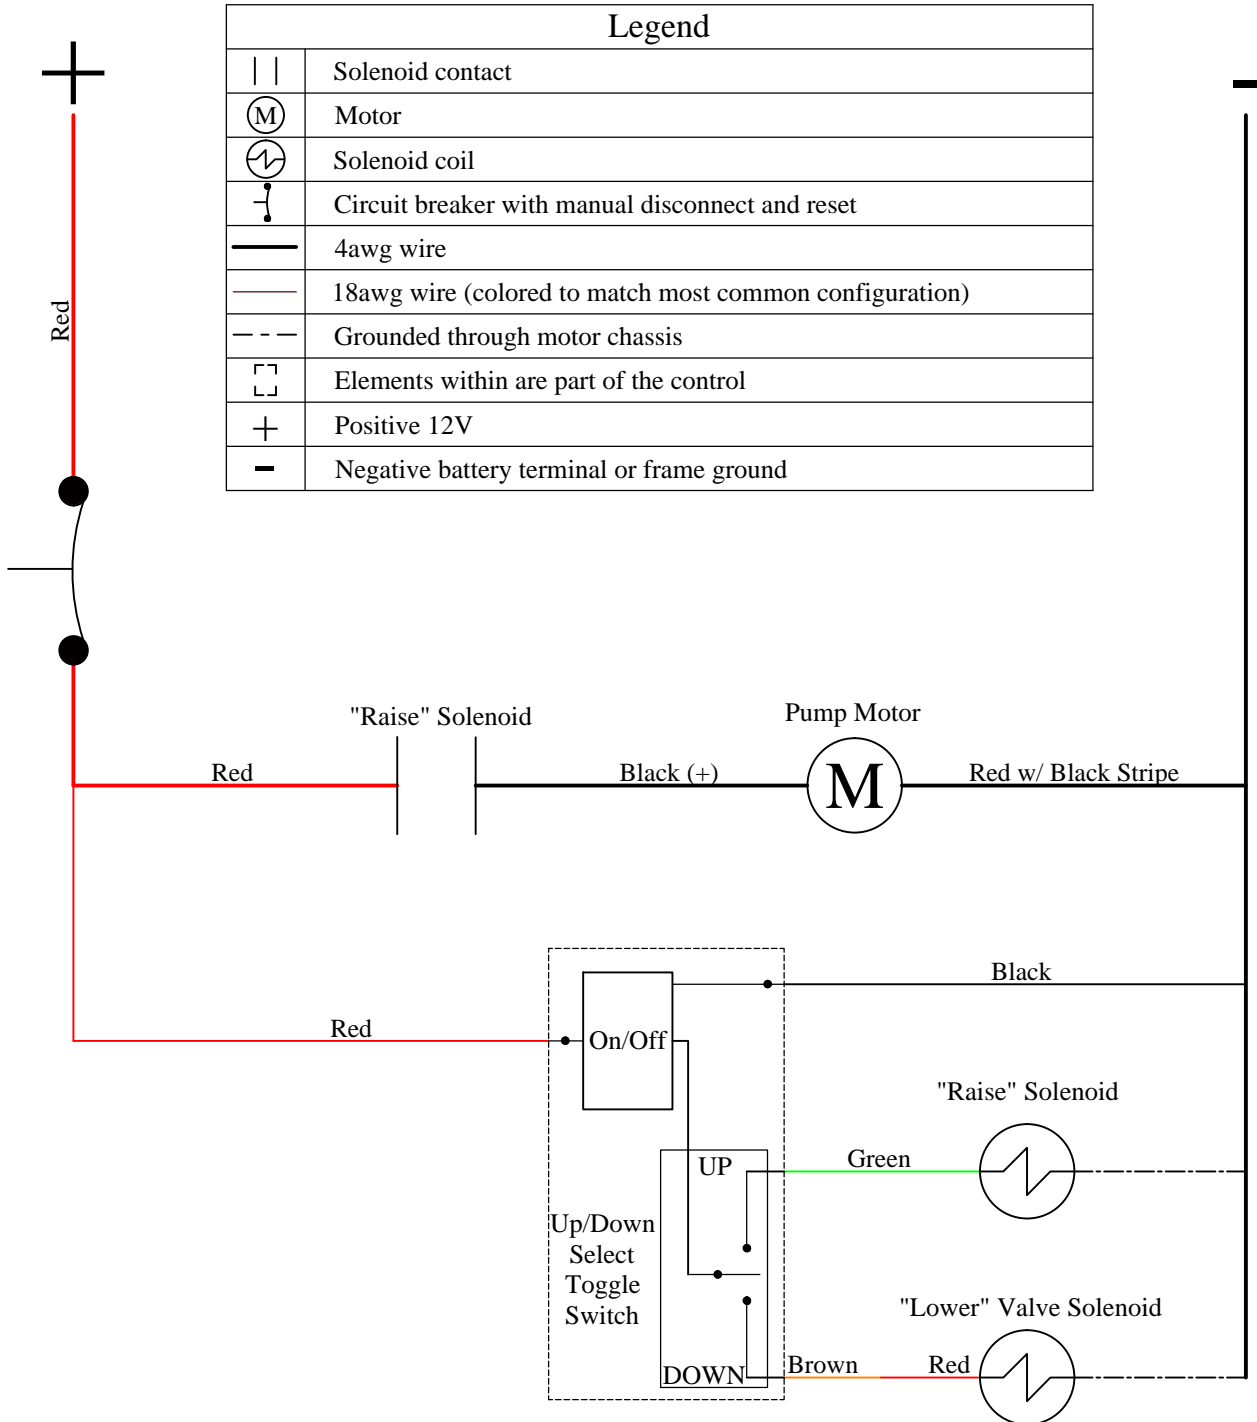 Legend
Solenoid contact
M
Motor
Solenoid coil
Circuit breaker with manual disconnect and reset
4awg wire
18awg wire (colored to match most common configuration)
Grounded through motor chassis
Elements within are part of the control
+
Positive 12V
-
Negative battery terminal or frame ground
+
-
Red
"Raise" Solenoid
Pump Motor
Red
Black (+)
M
Red w/ Black Stripe
Black
Red
On/Off
"Raise" Solenoid
UP
Green
Up/Down
Select
Toggle
Switch
"Lower" Valve Solenoid
DOWN
Brown
Red